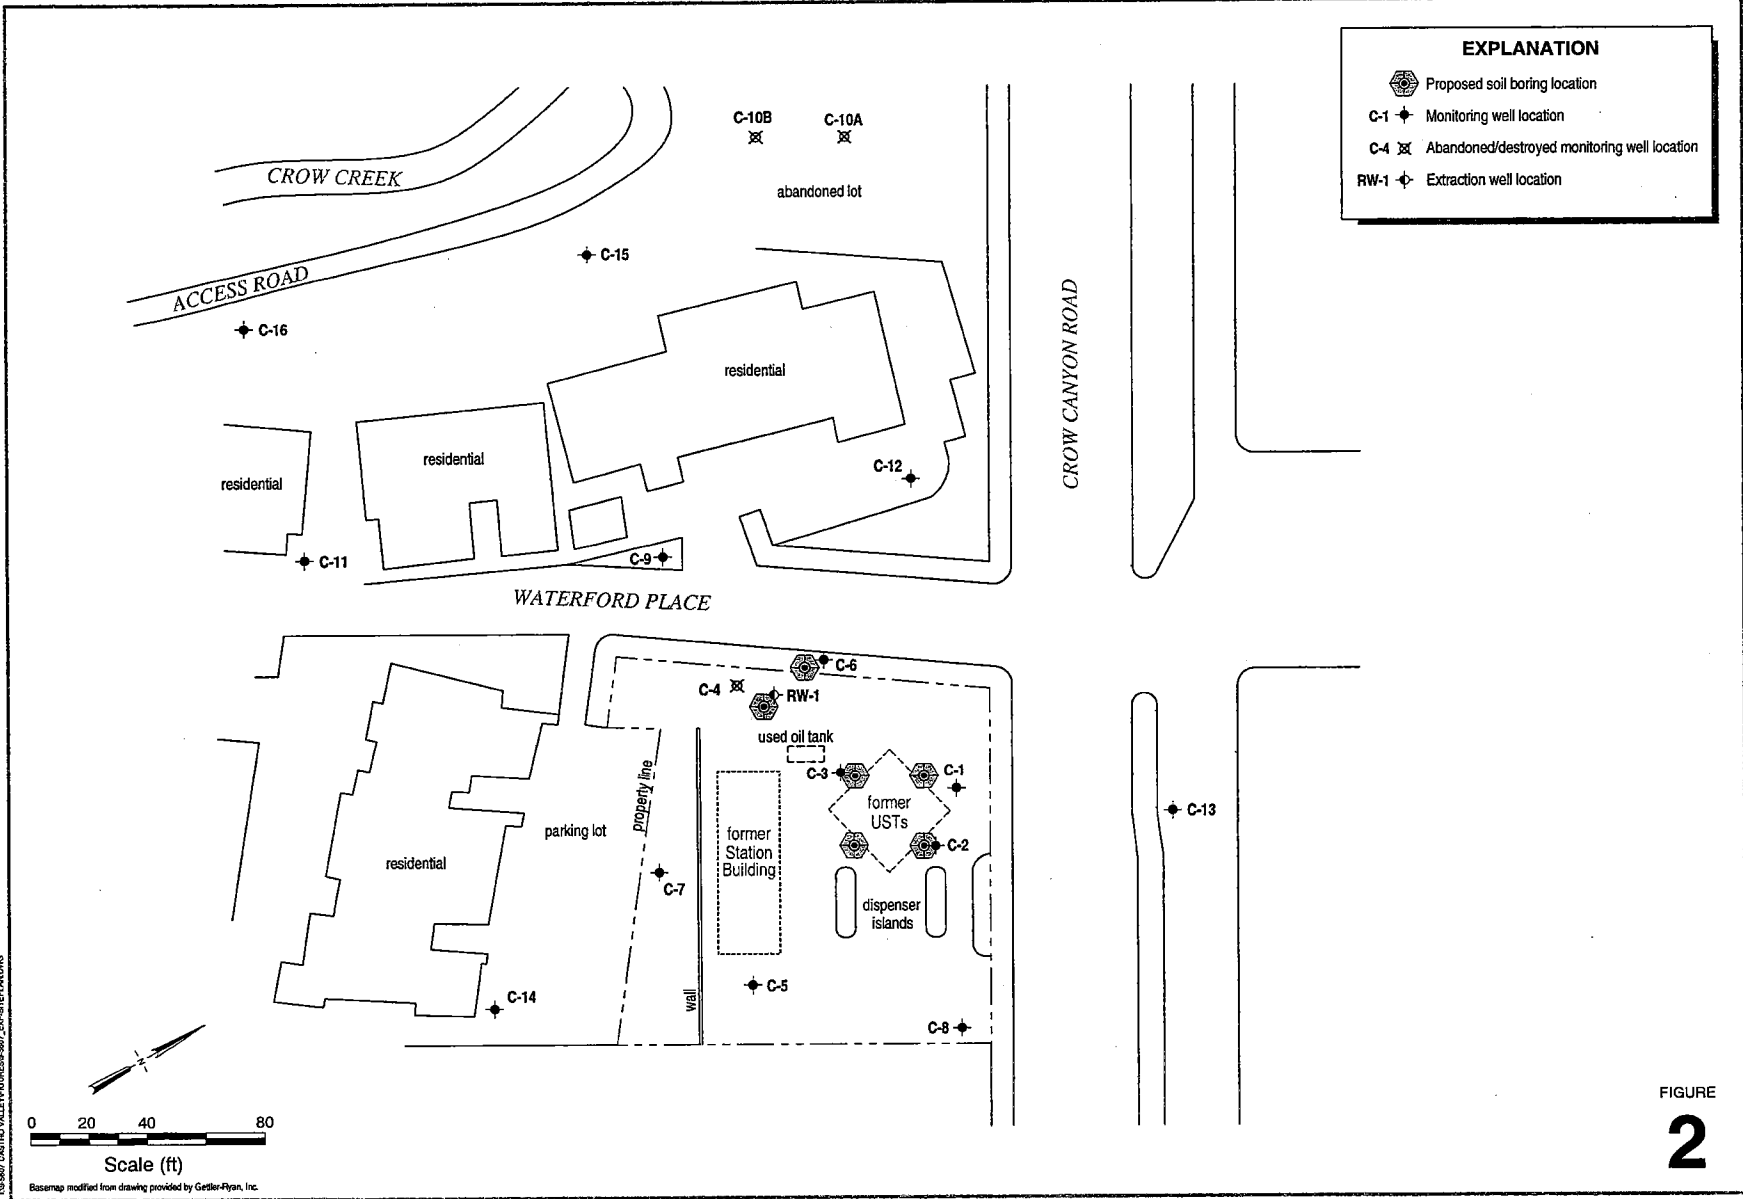 EXPLANATION
Proposed soil boring location
C-1 Monitoring well location
C-4 Abandoned/destroyed monitoring well location
RW-1 Extraction well location
C-10B
C-10A
abandoned lot
CROW CREEK
ACCESS ROAD
C-15
C-16
CROW CANYON ROAD
residential
residential
residential
C-12
C-11
C-9
WATERFORD PLACE
C-6
C-4
RW-1
used oil tank
C-3
C-1
former
USTs
C-2
C-13
property line
parking lot
former
Station
Building
residential
C-7
dispenser
islands
C-5
wall
C-14
C-8
N
0 20 40 80
Scale (ft)
Basemap modified from drawing provided by Gettler-Ryan, Inc.
FIGURE
2